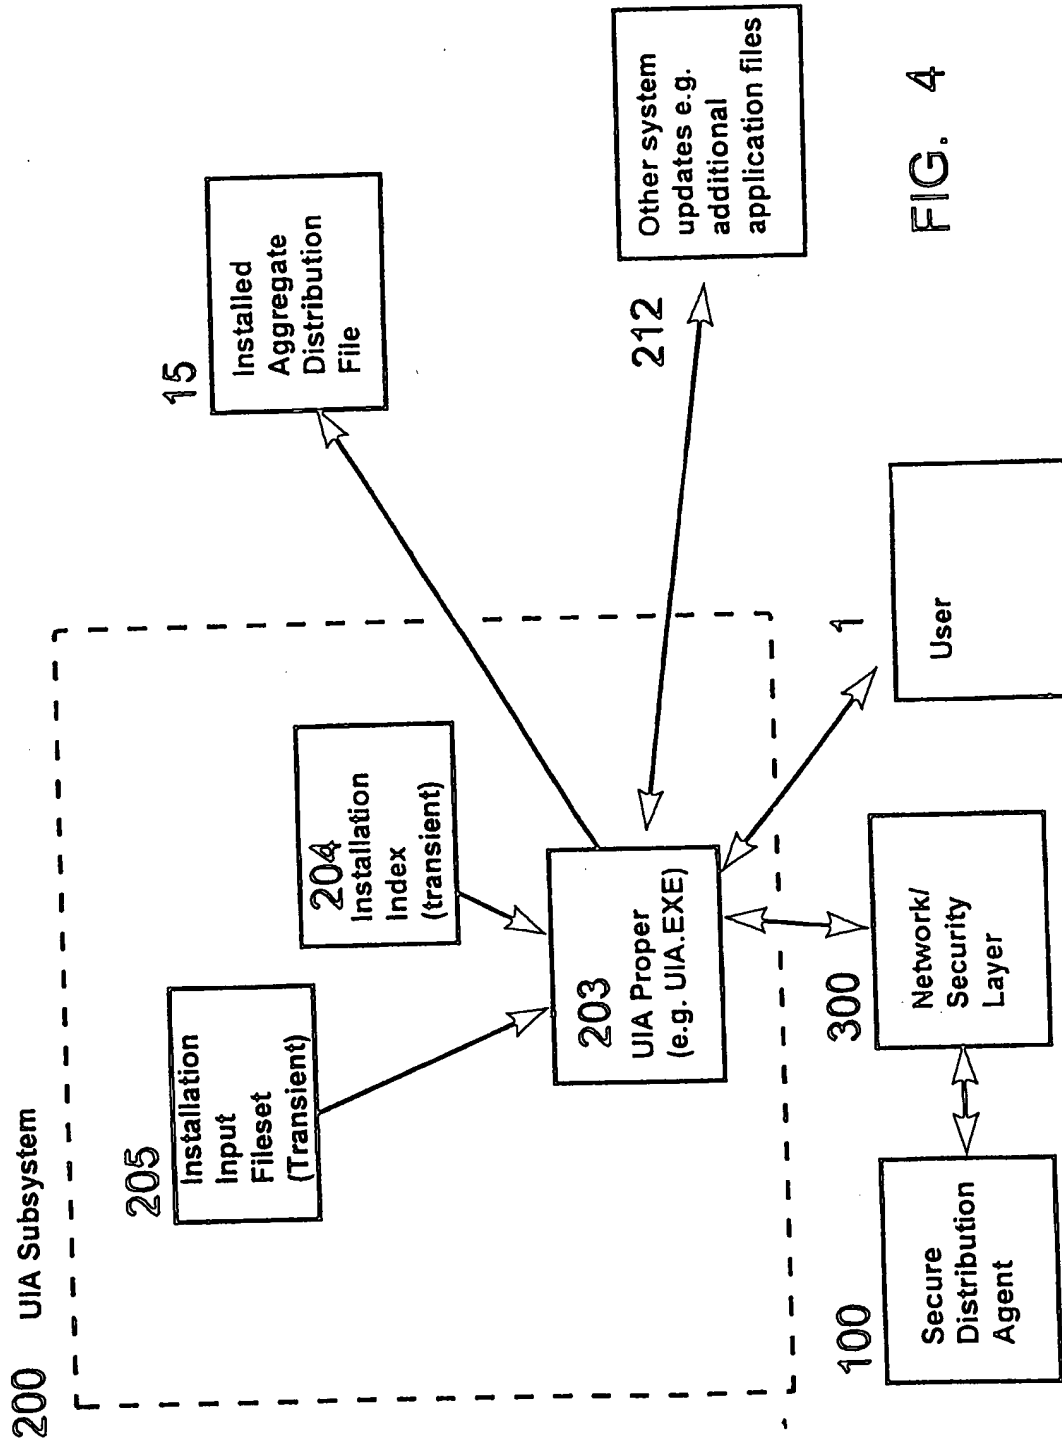 200 UIA Subsystem
205
Installation
Input
Fileset
(Transient)
204
Installation
Index
(transient)
15
Installed
Aggregate
Distribution
File
203
UIA Proper
(e.g. UIA.EXE)
212
Other system
updates e.g.
additional
application files
100
Secure
Distribution
Agent
300
Network/
Security
Layer
1
User
FIG. 4